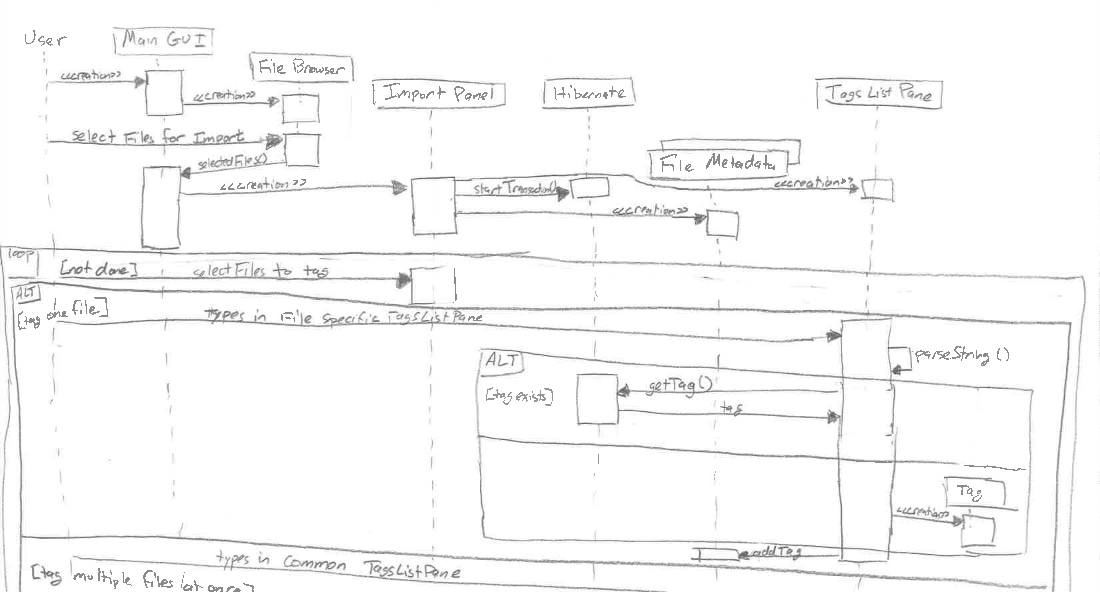 User
Main GUI
File Browser
Import Panel
Hibernate
Tags List Pane
<<creation>>
<<creation>>
select Files for Import
selectedFiles()
File Metadata
<<creation>>
startTransaction()
<<creation>>
<<creation>>
loop
[not done]
selectFiles to tag
ALT
[tag one file]
types in File Specific TagsListPane
parseString()
ALT
[tag exists]
getTag()
tag
Tag
<<creation>>
addTag
types in Common TagsListPane
[tag multiple files at once]